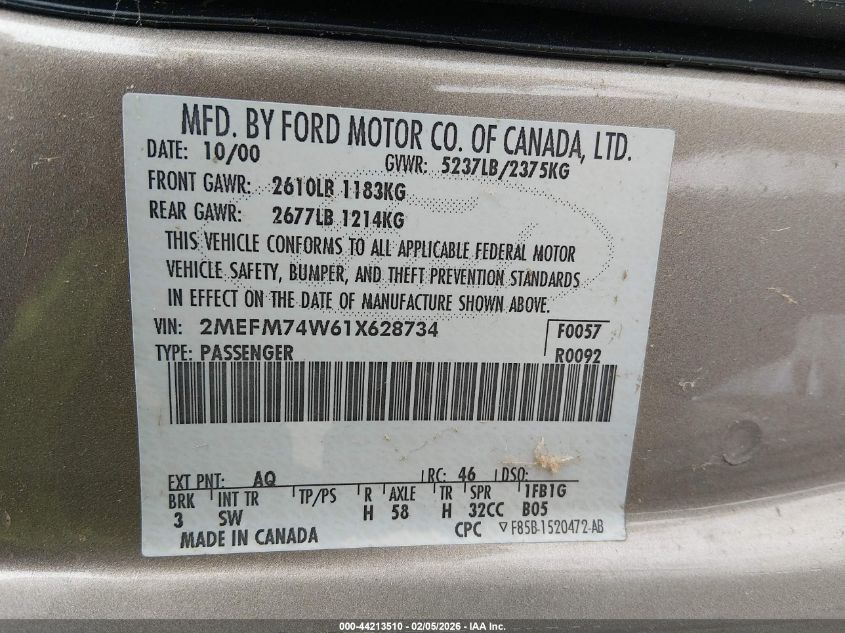 MFD. BY FORD MOTOR CO. OF CANADA, LTD.
DATE: 10/00 GVWR: 5237LB/2375KG
FRONT GAWR: 2610LB 1183KG
REAR GAWR: 2677LB 1214KG
THIS VEHICLE CONFORMS TO ALL APPLICABLE FEDERAL MOTOR
VEHICLE SAFETY, BUMPER, AND THEFT PREVENTION STANDARDS
IN EFFECT ON THE DATE OF MANUFACTURE SHOWN ABOVE.
VIN: 2MEFM74W61X628734 F0057
TYPE: PASSENGER R0092
EXT PNT: AQ RC: 46 DSO:
BRK INT TR TP/PS R AXLE TR SPR 1FB1G
3 SW H 58 H 32CC B05
MADE IN CANADA CPC ▽F85B-1520472-AB
000-44213510 - 02/05/2026 - IAA Inc.